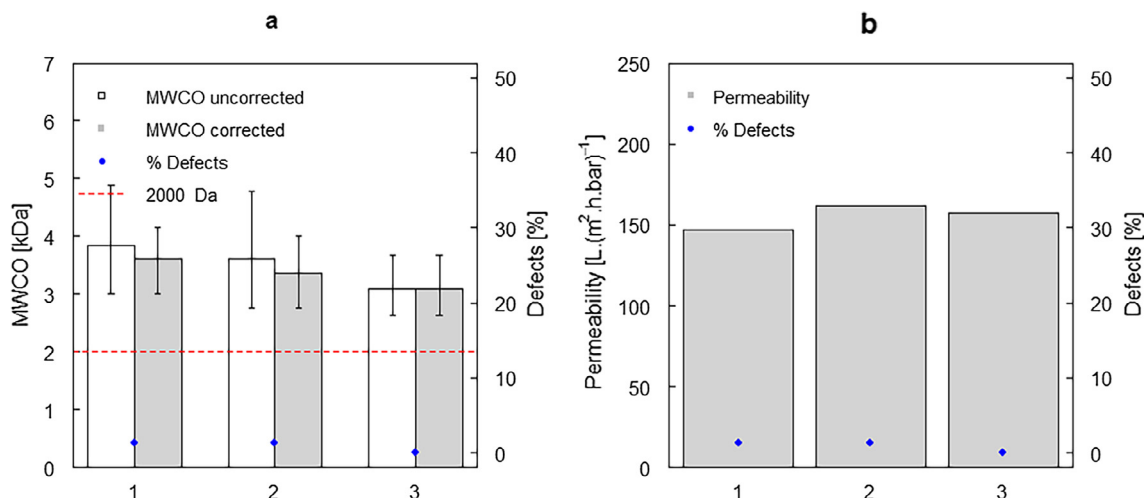 a
7
6
5
4
3
2
1
0
MWCO [kDa]
MWCO uncorrected
MWCO corrected
% Defects
2000 Da
50
40
30
20
10
0
Defects [%]
1 2 3
b
250
200
150
100
50
0
Permeability [L.(m².h.bar)⁻¹]
Permeability
% Defects
50
40
30
20
10
0
Defects [%]
1 2 3